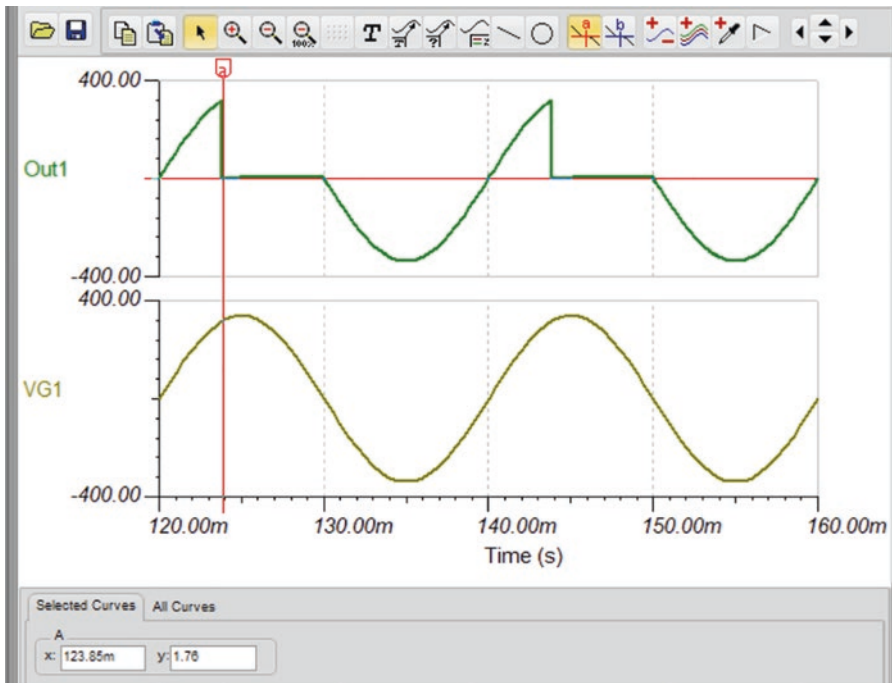 100%
T
?
=Z
a
b
a
400.00
Out1
-400.00
400.00
VG1
-400.00
120.00m 130.00m 140.00m 150.00m 160.00m
Time (s)
Selected Curves All Curves
A
x: 123.85m y: 1.76